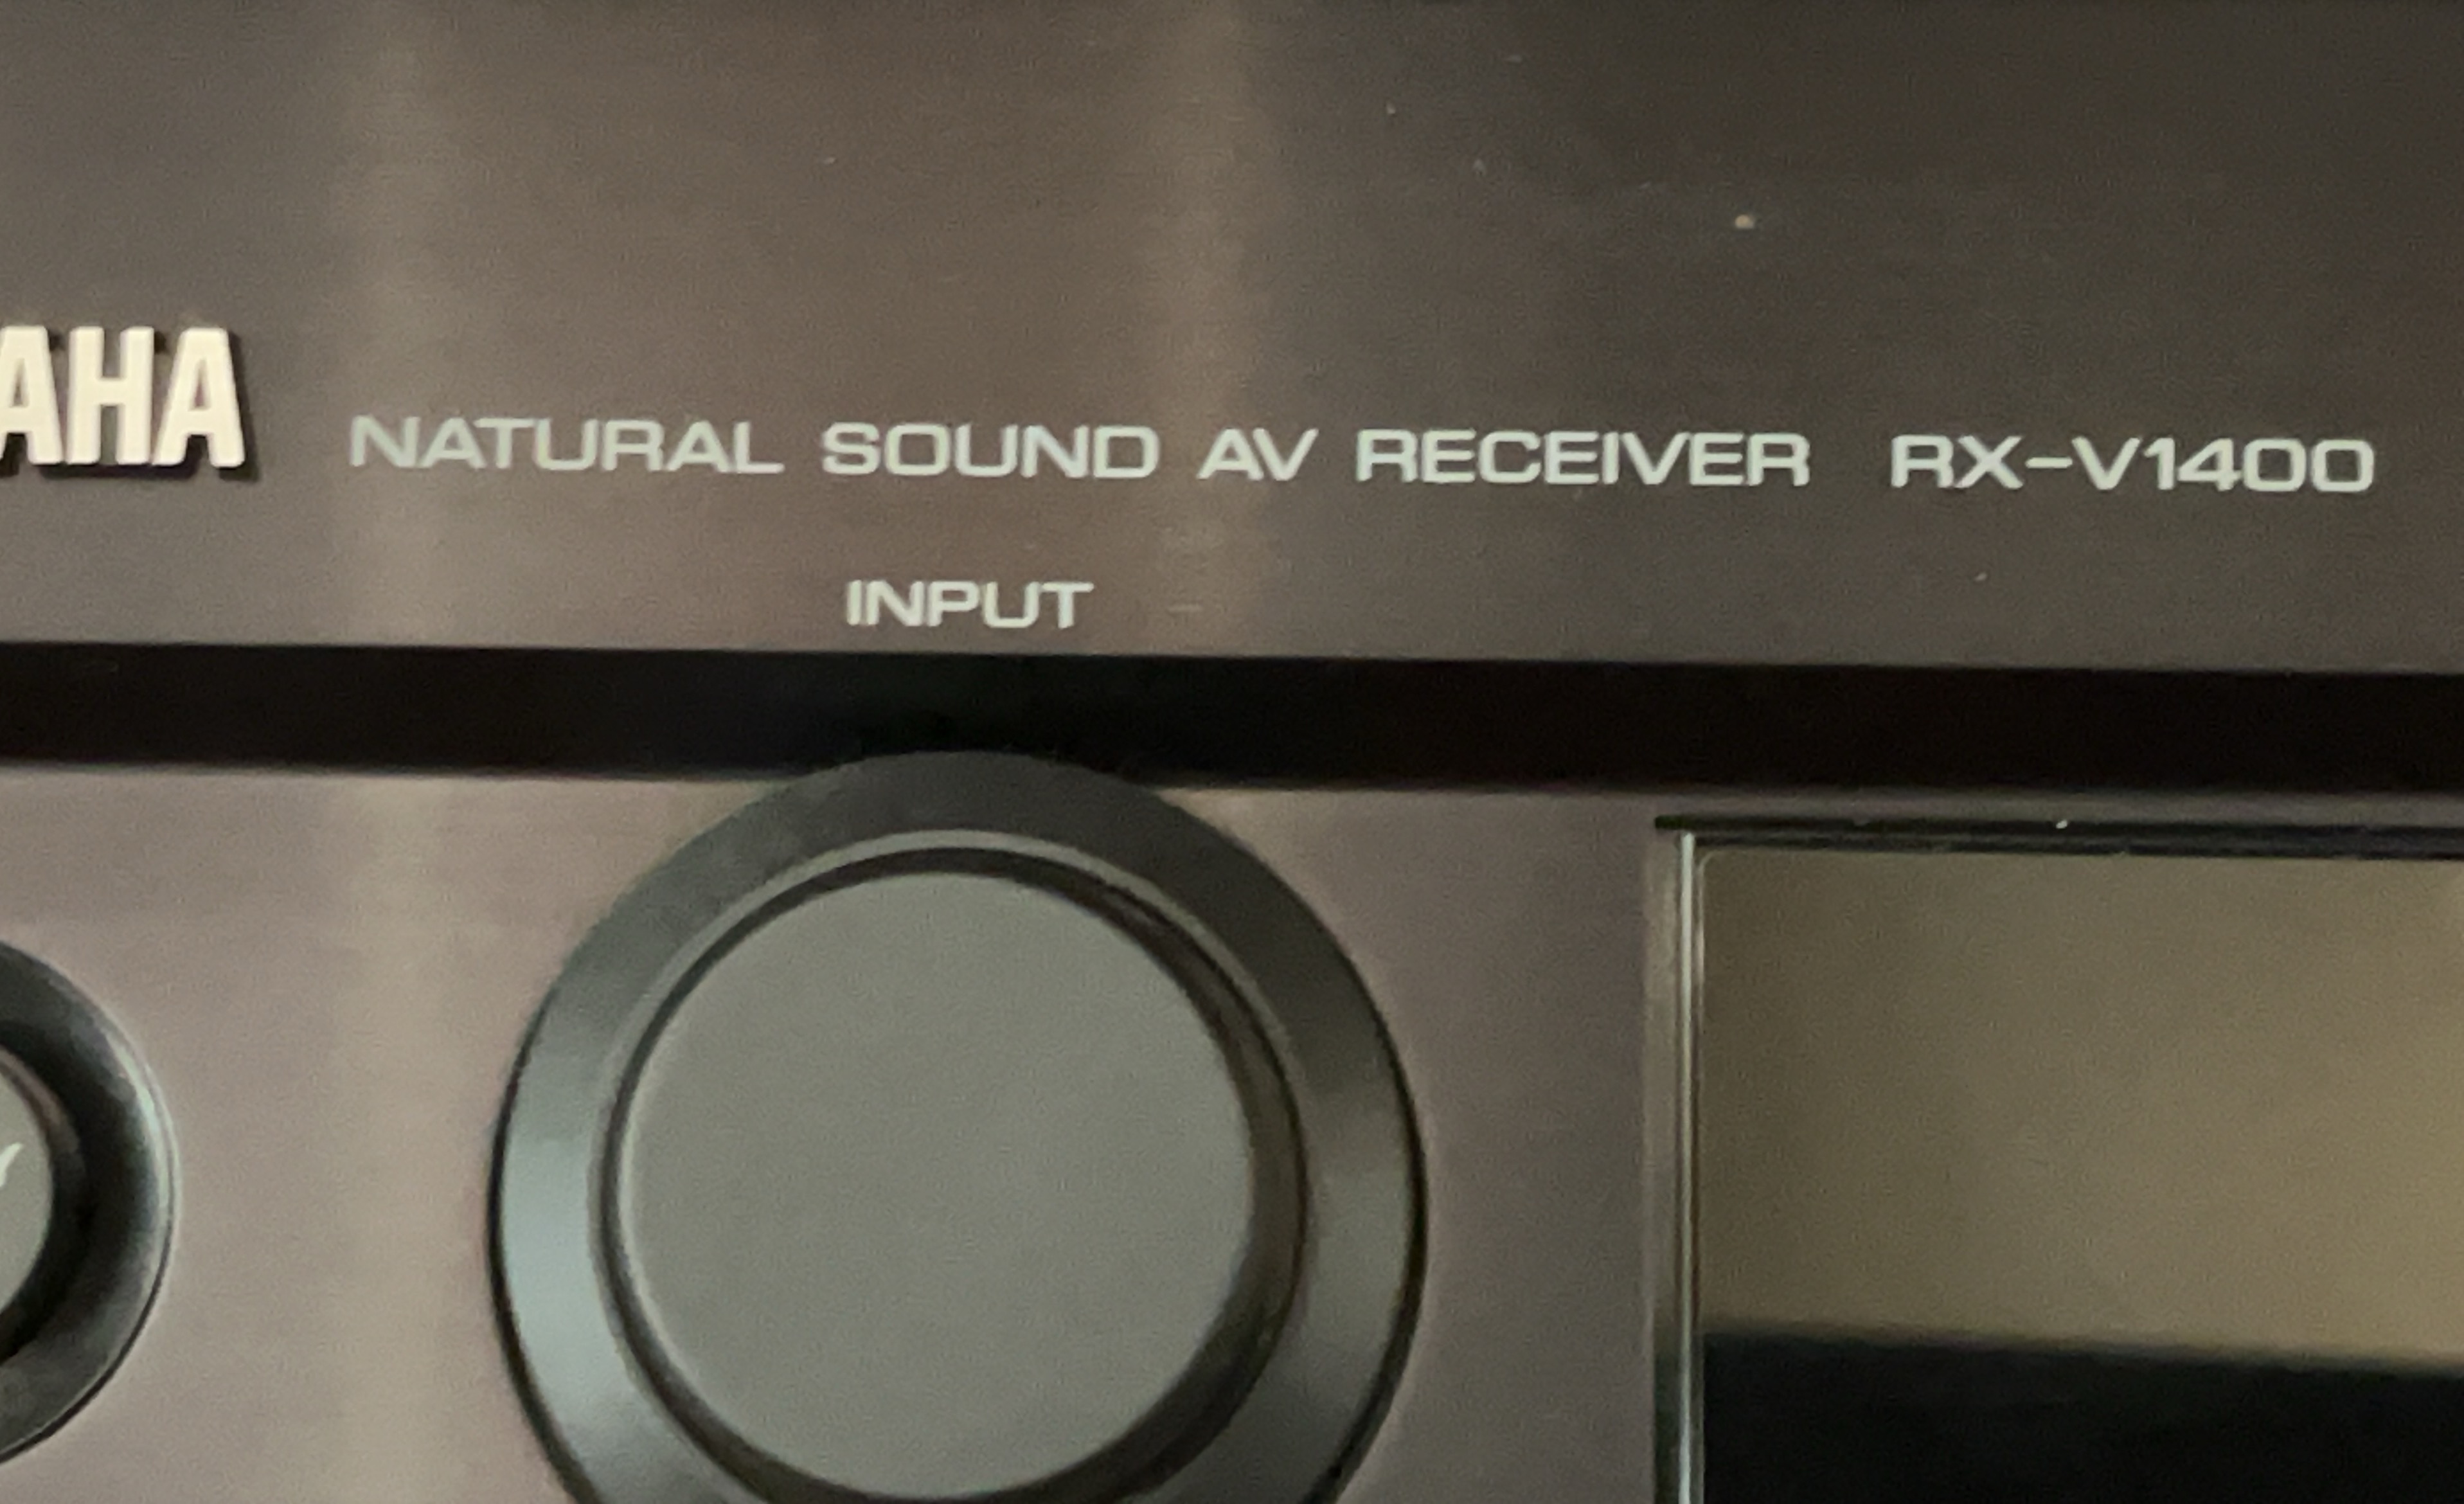 AHA NATURAL SOUND AV RECEIVER RX-V1400
INPUT